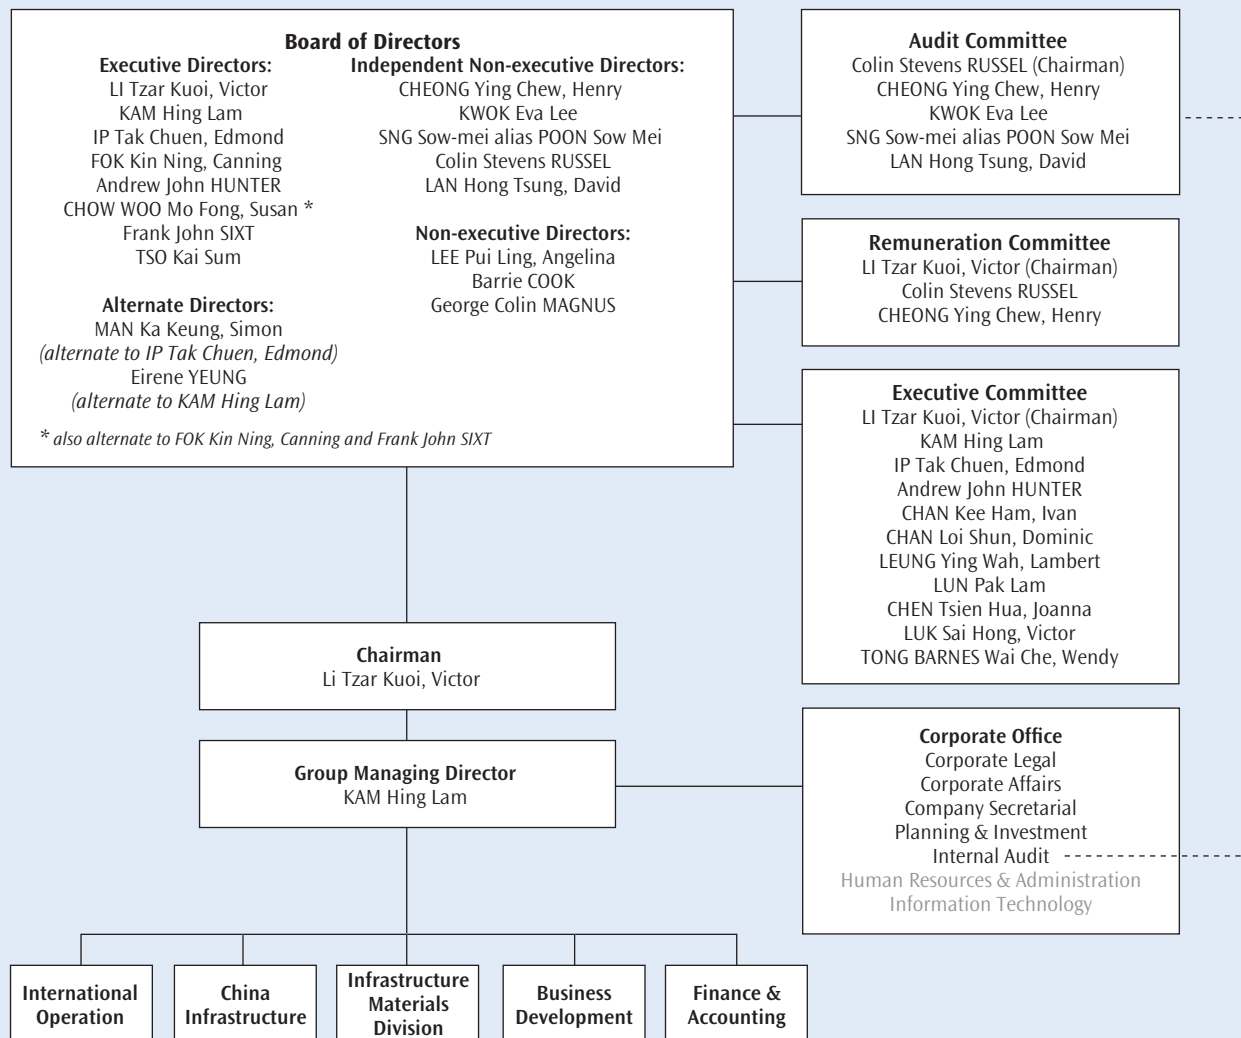 Board of Directors
Executive Directors:
LI Tzar Kuoi, Victor
KAM Hing Lam
IP Tak Chuen, Edmond
FOK Kin Ning, Canning
Andrew John HUNTER
CHOW WOO Mo Fong, Susan *
Frank John SIXT
TSO Kai Sum
Alternate Directors:
MAN Ka Keung, Simon
(alternate to IP Tak Chuen, Edmond)
Eirene YEUNG
(alternate to KAM Hing Lam)
Independent Non-executive Directors:
CHEONG Ying Chew, Henry
KWOK Eva Lee
SNG Sow-mei alias POON Sow Mei
Colin Stevens RUSSEL
LAN Hong Tsung, David
Non-executive Directors:
LEE Pui Ling, Angelina
Barrie COOK
George Colin MAGNUS
* also alternate to FOK Kin Ning, Canning and Frank John SIXT
Audit Committee
Colin Stevens RUSSEL (Chairman)
CHEONG Ying Chew, Henry
KWOK Eva Lee
SNG Sow-mei alias POON Sow Mei
LAN Hong Tsung, David
Remuneration Committee
LI Tzar Kuoi, Victor (Chairman)
Colin Stevens RUSSEL
CHEONG Ying Chew, Henry
Executive Committee
LI Tzar Kuoi, Victor (Chairman)
KAM Hing Lam
IP Tak Chuen, Edmond
Andrew John HUNTER
CHAN Kee Ham, Ivan
CHAN Loi Shun, Dominic
LEUNG Ying Wah, Lambert
LUN Pak Lam
CHEN Tsien Hua, Joanna
LUK Sai Hong, Victor
TONG BARNES Wai Che, Wendy
Chairman
Li Tzar Kuoi, Victor
Group Managing Director
KAM Hing Lam
Corporate Office
Corporate Legal
Corporate Affairs
Company Secretarial
Planning & Investment
Internal Audit
Human Resources & Administration
Information Technology
International
Operation
China
Infrastructure
Infrastructure
Materials
Division
Business
Development
Finance &
Accounting